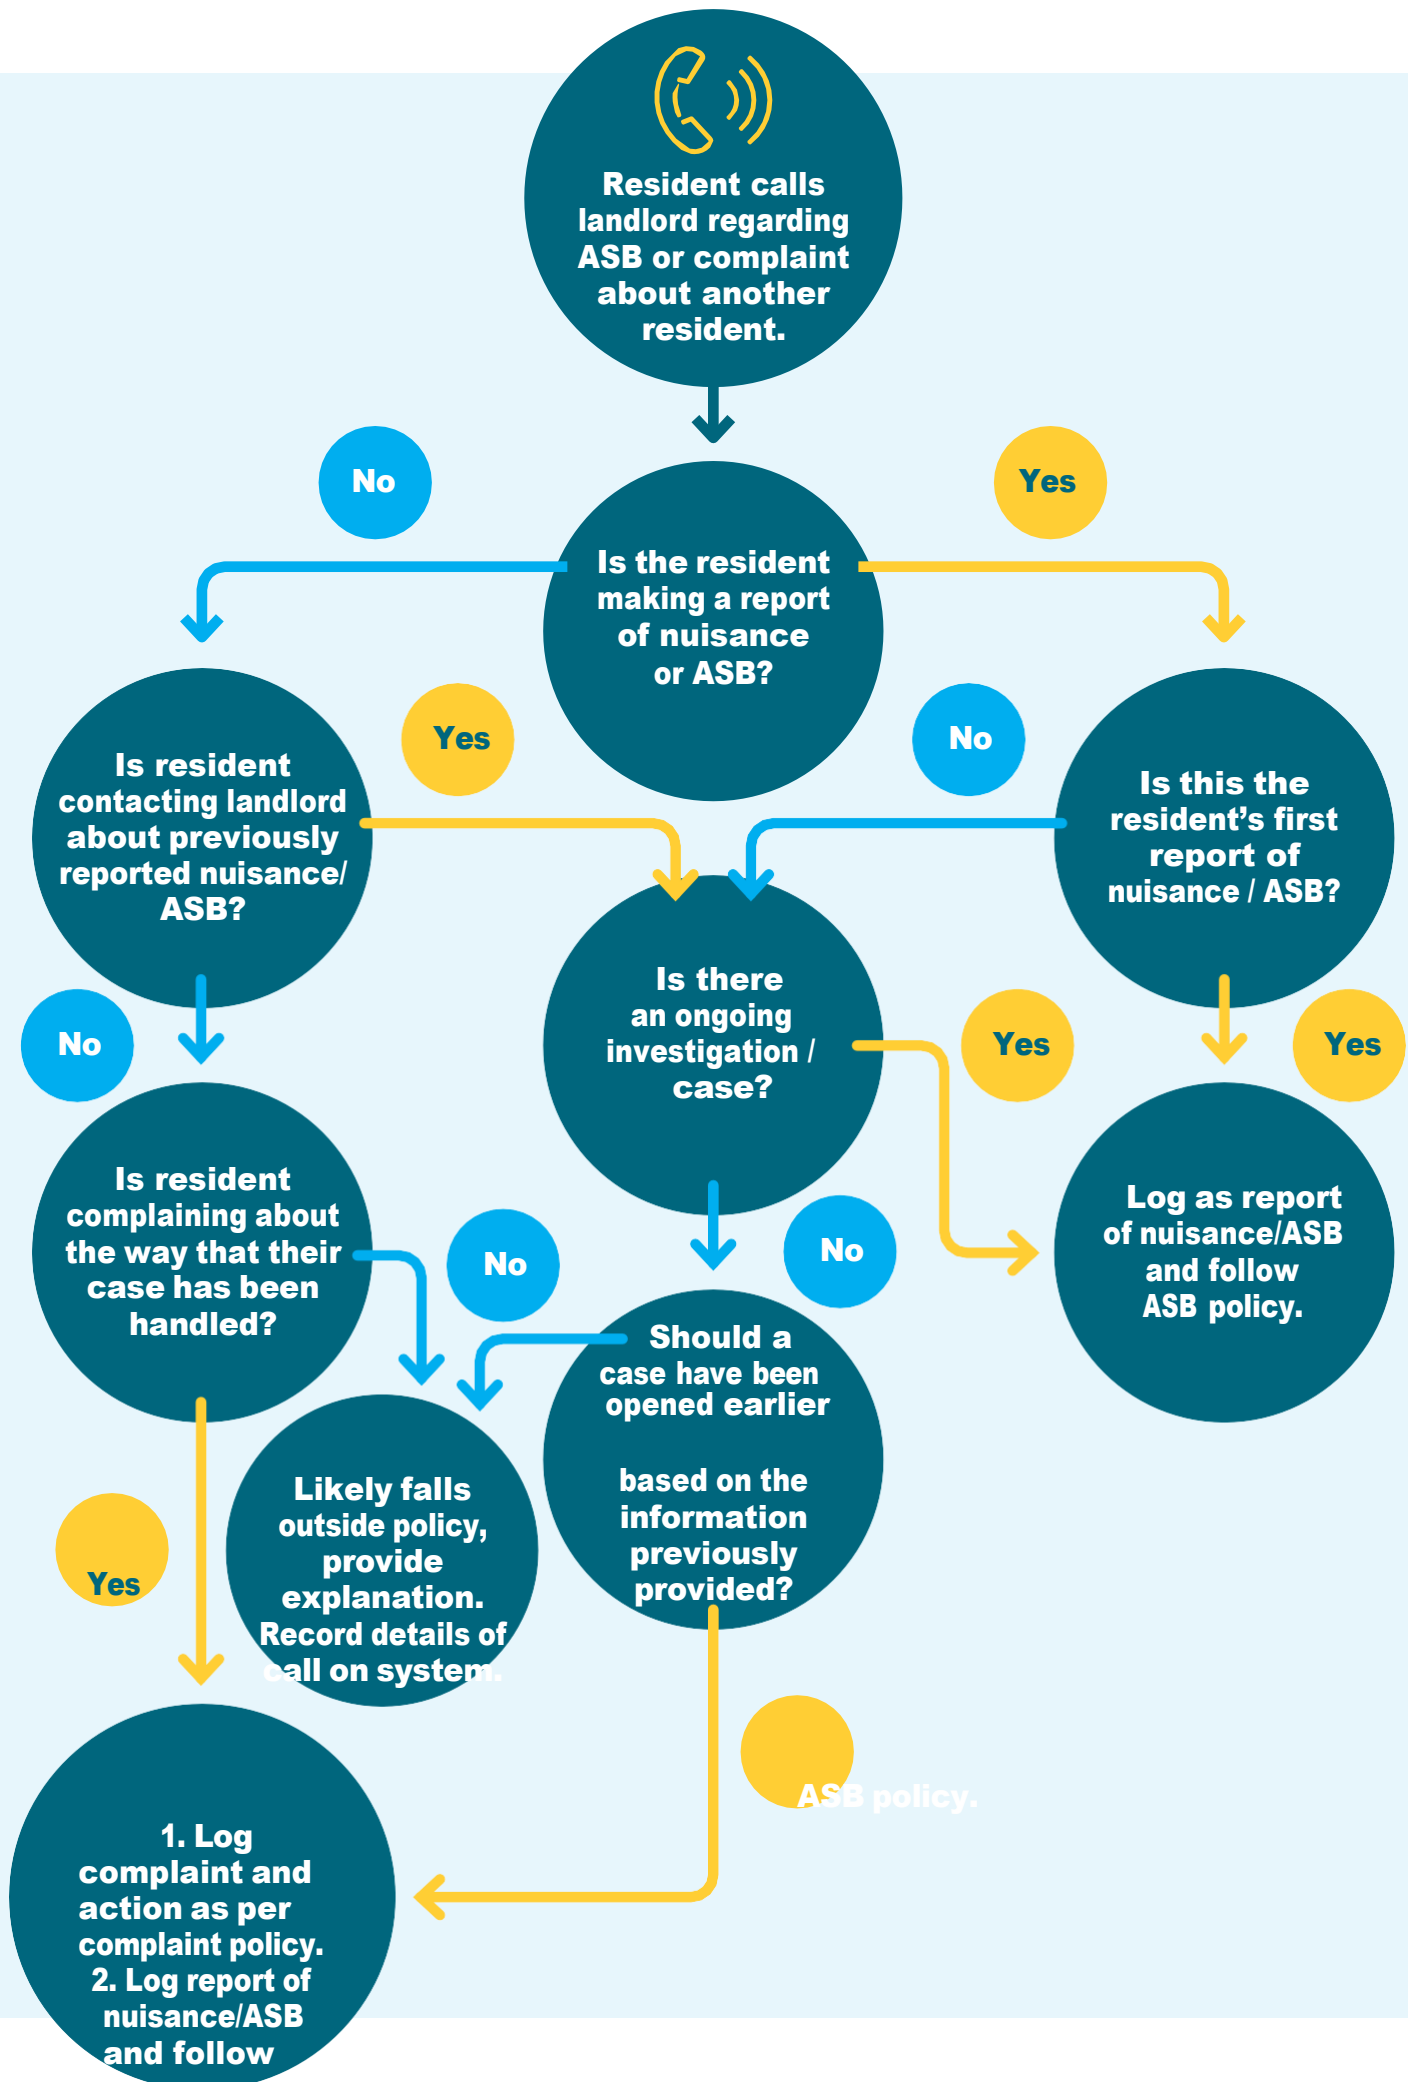 Resident calls
landlord regarding
ASB or complaint
about another
resident.
No
Yes
Is the resident
making a report
of nuisance
or ASB?
Is resident
contacting landlord
about previously
reported nuisance/
ASB?
Yes
No
Is this the
resident’s first
report of
nuisance / ASB?
No
Is there
an ongoing
investigation /
case?
Yes
Yes
Is resident
complaining about
the way that their
case has been
handled?
No
No
Log as report
of nuisance/ASB
and follow
ASB policy.
Should a
case have been
opened earlier
based on the
information
previously
provided?
Yes
Likely falls
outside policy,
provide
explanation.
Record details of
call on system.
ASB policy.
1. Log
complaint and
action as per
complaint policy.
2. Log report of
nuisance/ASB
and follow